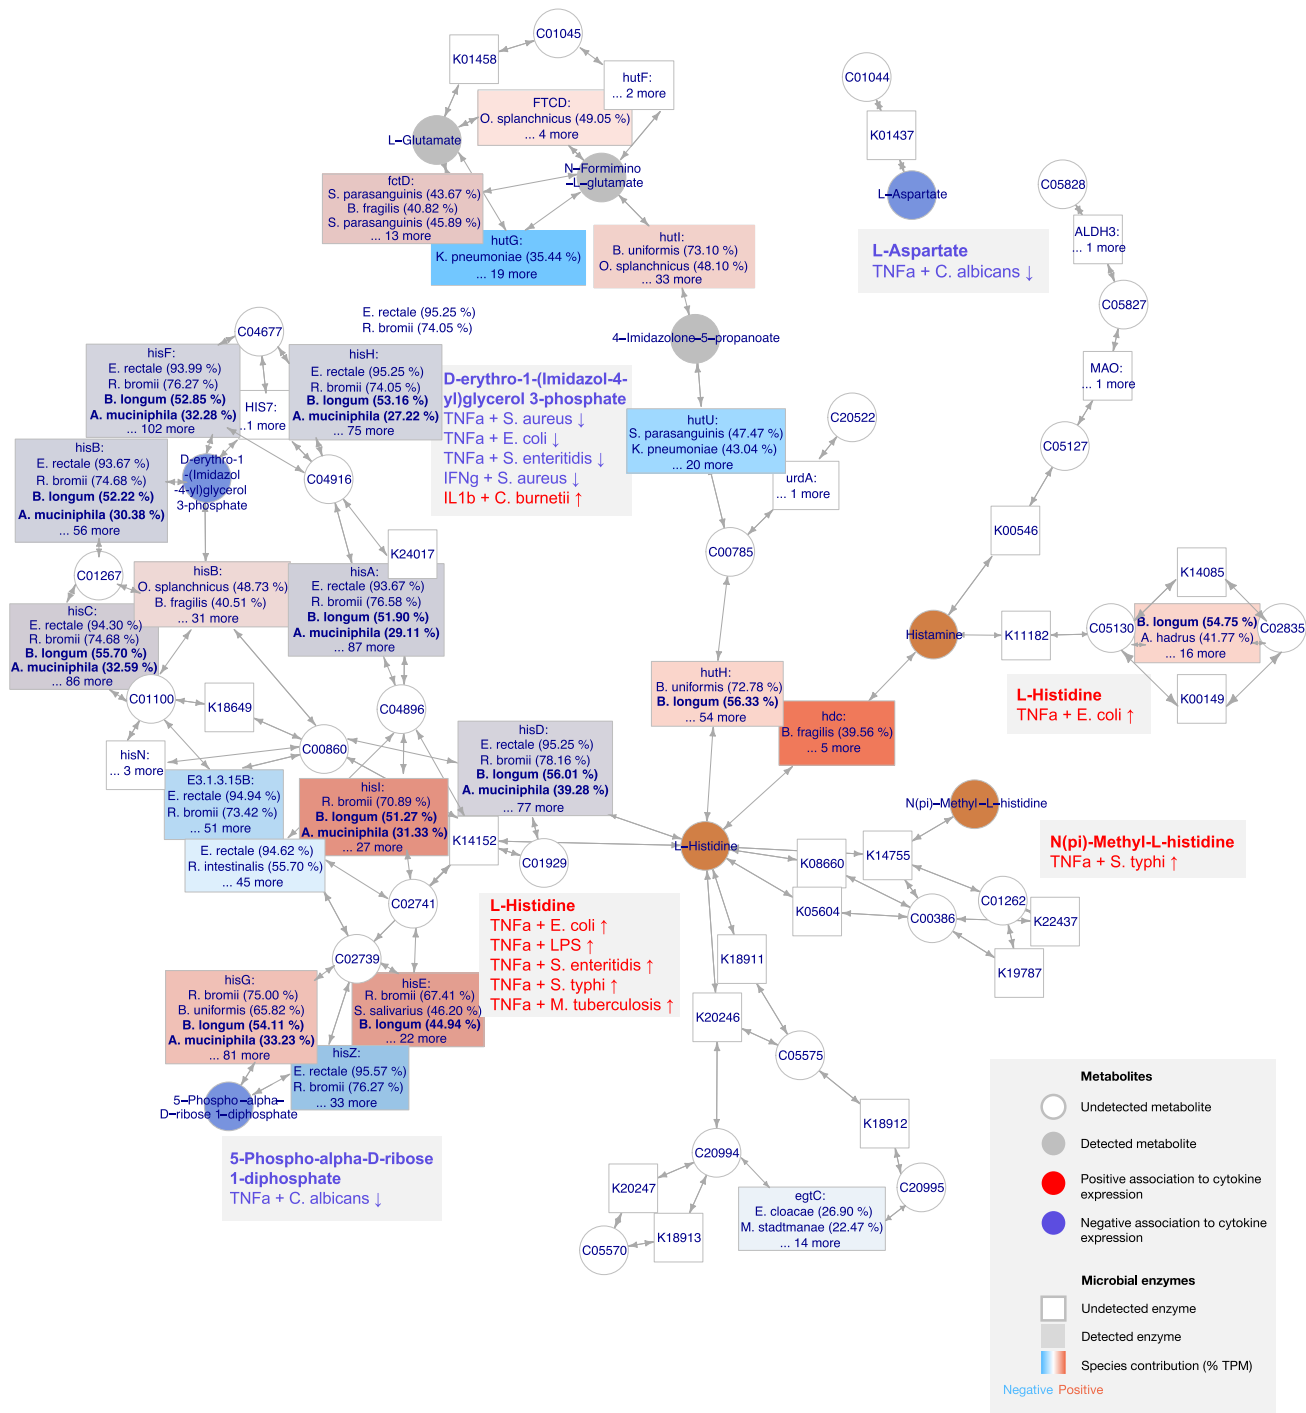 C01045
K01458
hutF:
... 2 more
FTCD:
O. splanchnicus (49.05 %)
... 4 more
L–Glutamate
N–Formimino
–L–glutamate
fctD:
S. parasanguinis (43.67 %)
B. fragilis (40.82 %)
S. parasanguinis (45.89 %)
... 13 more
hutG:
K. pneumoniae (35.44 %)
... 19 more
hutI:
B. uniformis (73.10 %)
O. splanchnicus (48.10 %)
... 33 more
4–Imidazolone–5–propanoate
C01044
K01437
L–Aspartate
L-Aspartate
TNFa + C. albicans ↓
C05828
ALDH3:
... 1 more
C05827
MAO:
... 1 more
C05127
K00546
E. rectale (95.25 %)
R. bromii (74.05 %)
C04677
hisF:
E. rectale (93.99 %)
R. bromii (76.27 %)
B. longum (52.85 %)
A. muciniphila (32.28 %)
... 102 more
HIS7:
..1 more
hisH:
E. rectale (95.25 %)
R. bromii (74.05 %)
B. longum (53.16 %)
A. muciniphila (27.22 %)
... 75 more
D-erythro-1-(Imidazol-4-
yl)glycerol 3-phosphate
TNFa + S. aureus ↓
TNFa + E. coli ↓
TNFa + S. enteritidis ↓
IFNg + S. aureus ↓
IL1b + C. burnetii ↑
hutU:
S. parasanguinis (47.47 %)
K. pneumoniae (43.04 %)
... 20 more
C20522
urdA:
... 1 more
C00785
hisB:
E. rectale (93.67 %)
R. bromii (74.68 %)
B. longum (52.22 %)
A. muciniphila (30.38 %)
... 56 more
D–erythro–1
–(Imidazol
–4–yl)glycerol
3–phosphate
C04916
K24017
C01267
hisB:
O. splanchnicus (48.73 %)
B. fragilis (40.51 %)
... 31 more
hisA:
E. rectale (93.67 %)
R. bromii (76.58 %)
B. longum (51.90 %)
A. muciniphila (29.11 %)
... 87 more
hisC:
E. rectale (94.30 %)
R. bromii (74.68 %)
B. longum (55.70 %)
A. muciniphila (32.59 %)
... 86 more
C01100
K18649
C04896
C00860
hisN:
... 3 more
hisD:
E. rectale (95.25 %)
R. bromii (78.16 %)
B. longum (56.01 %)
A. muciniphila (39.28 %)
... 77 more
E3.1.3.15B:
E. rectale (94.94 %)
R. bromii (73.42 %)
... 51 more
hisI:
R. bromii (70.89 %)
B. longum (51.27 %)
A. muciniphila (31.33 %)
... 27 more
K14152
C01929
E. rectale (94.62 %)
R. intestinalis (55.70 %)
... 45 more
C02741
C02739
hutH:
B. uniformis (72.78 %)
B. longum (56.33 %)
... 54 more
hdc:
B. fragilis (39.56 %)
... 5 more
Histamine
K11182
C05130
K14085
B. longum (54.75 %)
A. hadrus (41.77 %)
... 16 more
C02835
K00149
L-Histidine
TNFa + E. coli ↑
N(pi)–Methyl–L–histidine
N(pi)-Methyl-L-histidine
TNFa + S. typhi ↑
L–Histidine
K08660
K14755
K05604
C00386
C01262
K22437
K19787
L-Histidine
TNFa + E. coli ↑
TNFa + LPS ↑
TNFa + S. enteritidis ↑
TNFa + S. typhi ↑
TNFa + M. tuberculosis ↑
K18911
K20246
C05575
K18912
C20994
C20995
K20247
K18913
C05570
egtC:
E. cloacae (26.90 %)
M. stadtmanae (22.47 %)
... 14 more
hisG:
R. bromii (75.00 %)
B. uniformis (65.82 %)
B. longum (54.11 %)
A. muciniphila (33.23 %)
... 81 more
hisE:
R. bromii (67.41 %)
S. salivarius (46.20 %)
B. longum (44.94 %)
... 22 more
hisZ:
E. rectale (95.57 %)
R. bromii (76.27 %)
... 33 more
5–Phospho–alpha–
D–ribose 1–diphosphate
5-Phospho-alpha-D-ribose
1-diphosphate
TNFa + C. albicans ↓
Metabolites
Undetected metabolite
Detected metabolite
Positive association to cytokine
expression
Negative association to cytokine
expression
Microbial enzymes
Undetected enzyme
Detected enzyme
Species contribution (% TPM)
Negative Positive